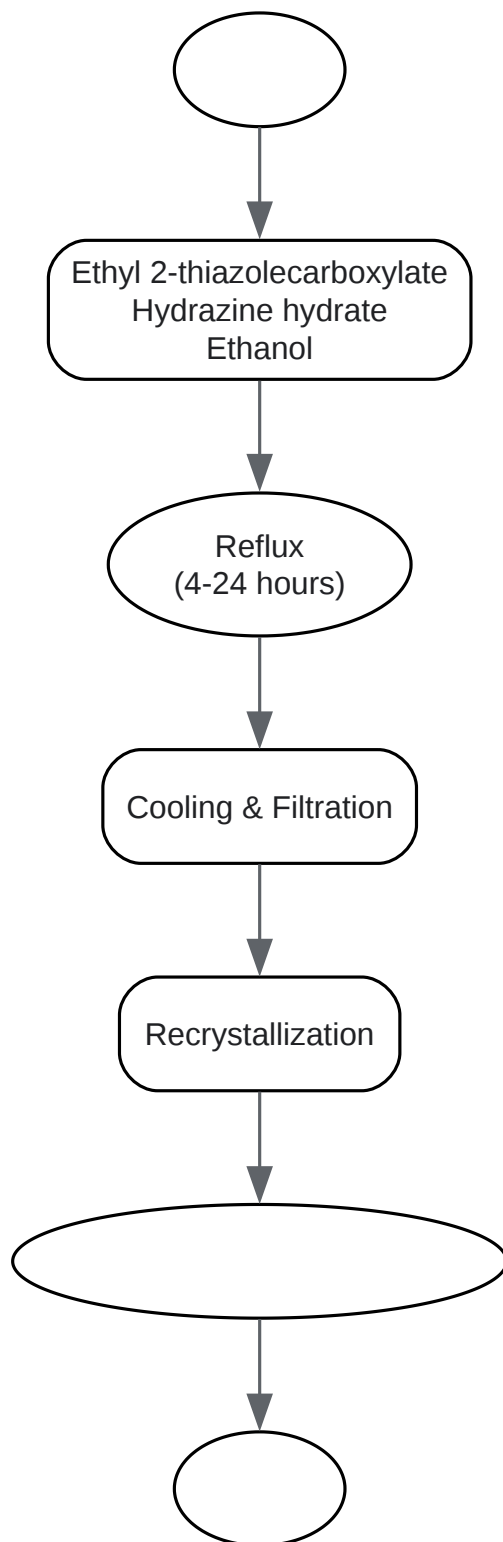 Ethyl 2-thiazolecarboxylate
Hydrazine hydrate
Ethanol
Reflux
(4-24 hours)
Cooling & Filtration
Recrystallization